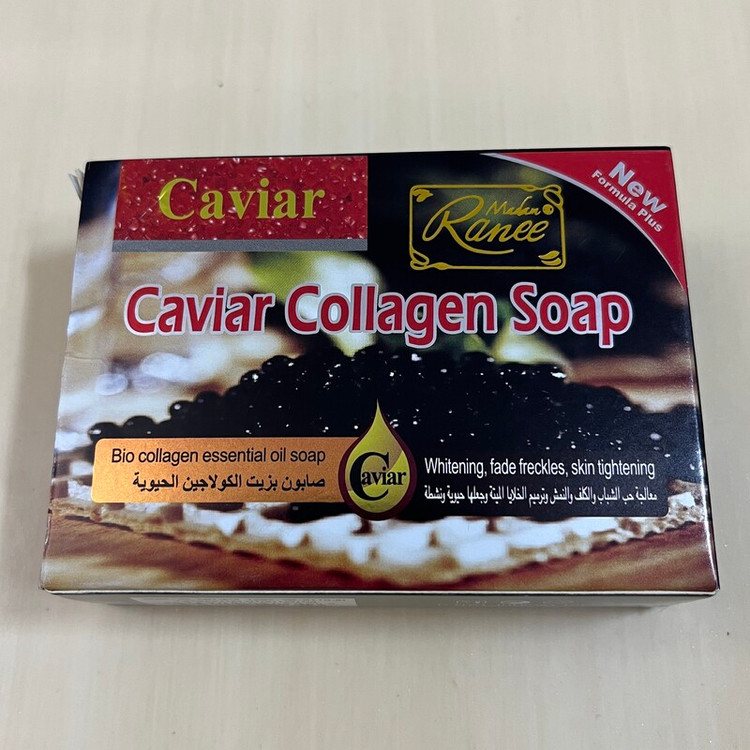 Caviar
Madam
Ranee
New
Formula Plus
Caviar Collagen Soap
Bio collagen essential oil soap
صابون بزيت الكولاجين الحيوية
Caviar
Whitening, fade freckles, skin tightening
معالجة حب الشباب والكلف والنمش وترميم الخلايا الميتة وجعلها حيوية ونشطة